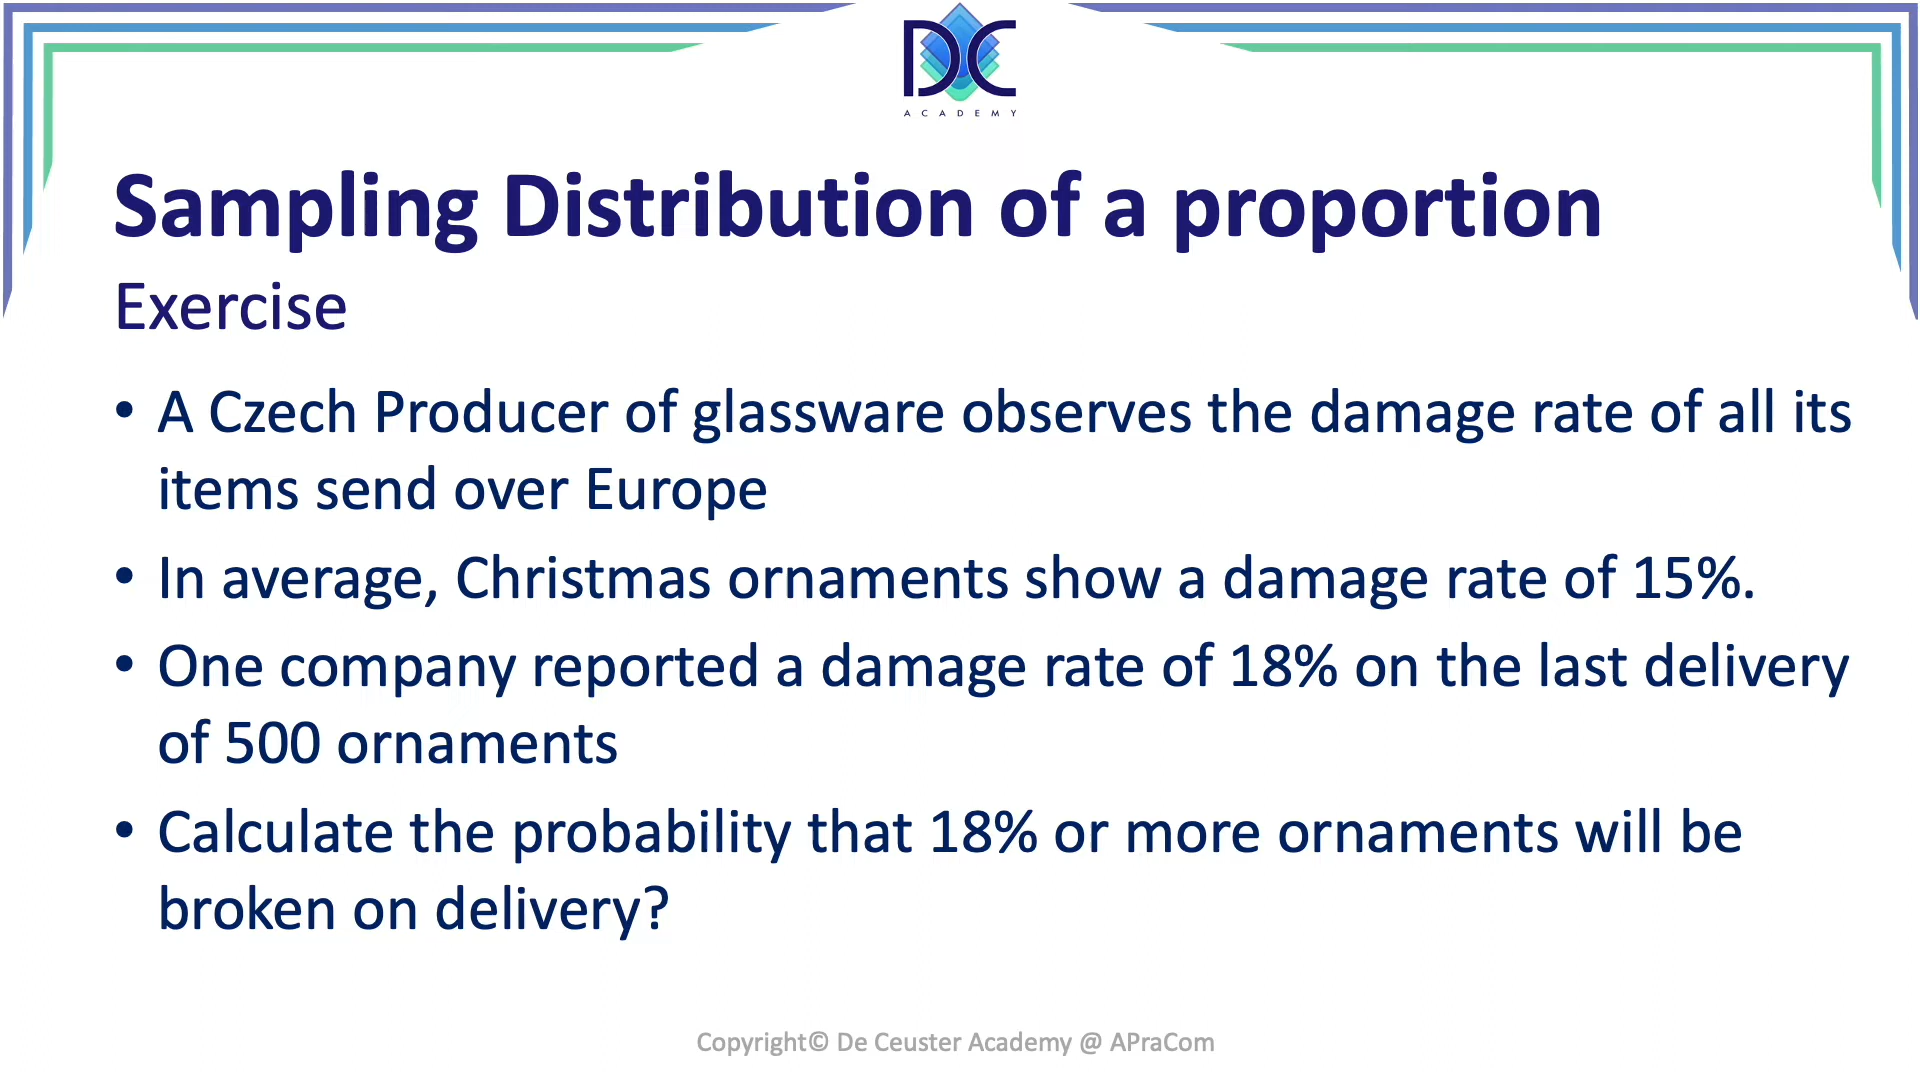 DC
ACADEMY
Sampling Distribution of a proportion
Exercise
• A Czech Producer of glassware observes the damage rate of all its
items send over Europe
• In average, Christmas ornaments show a damage rate of 15%.
• One company reported a damage rate of 18% on the last delivery
of 500 ornaments
• Calculate the probability that 18% or more ornaments will be
broken on delivery?
Copyright© De Ceuster Academy @ APraCom